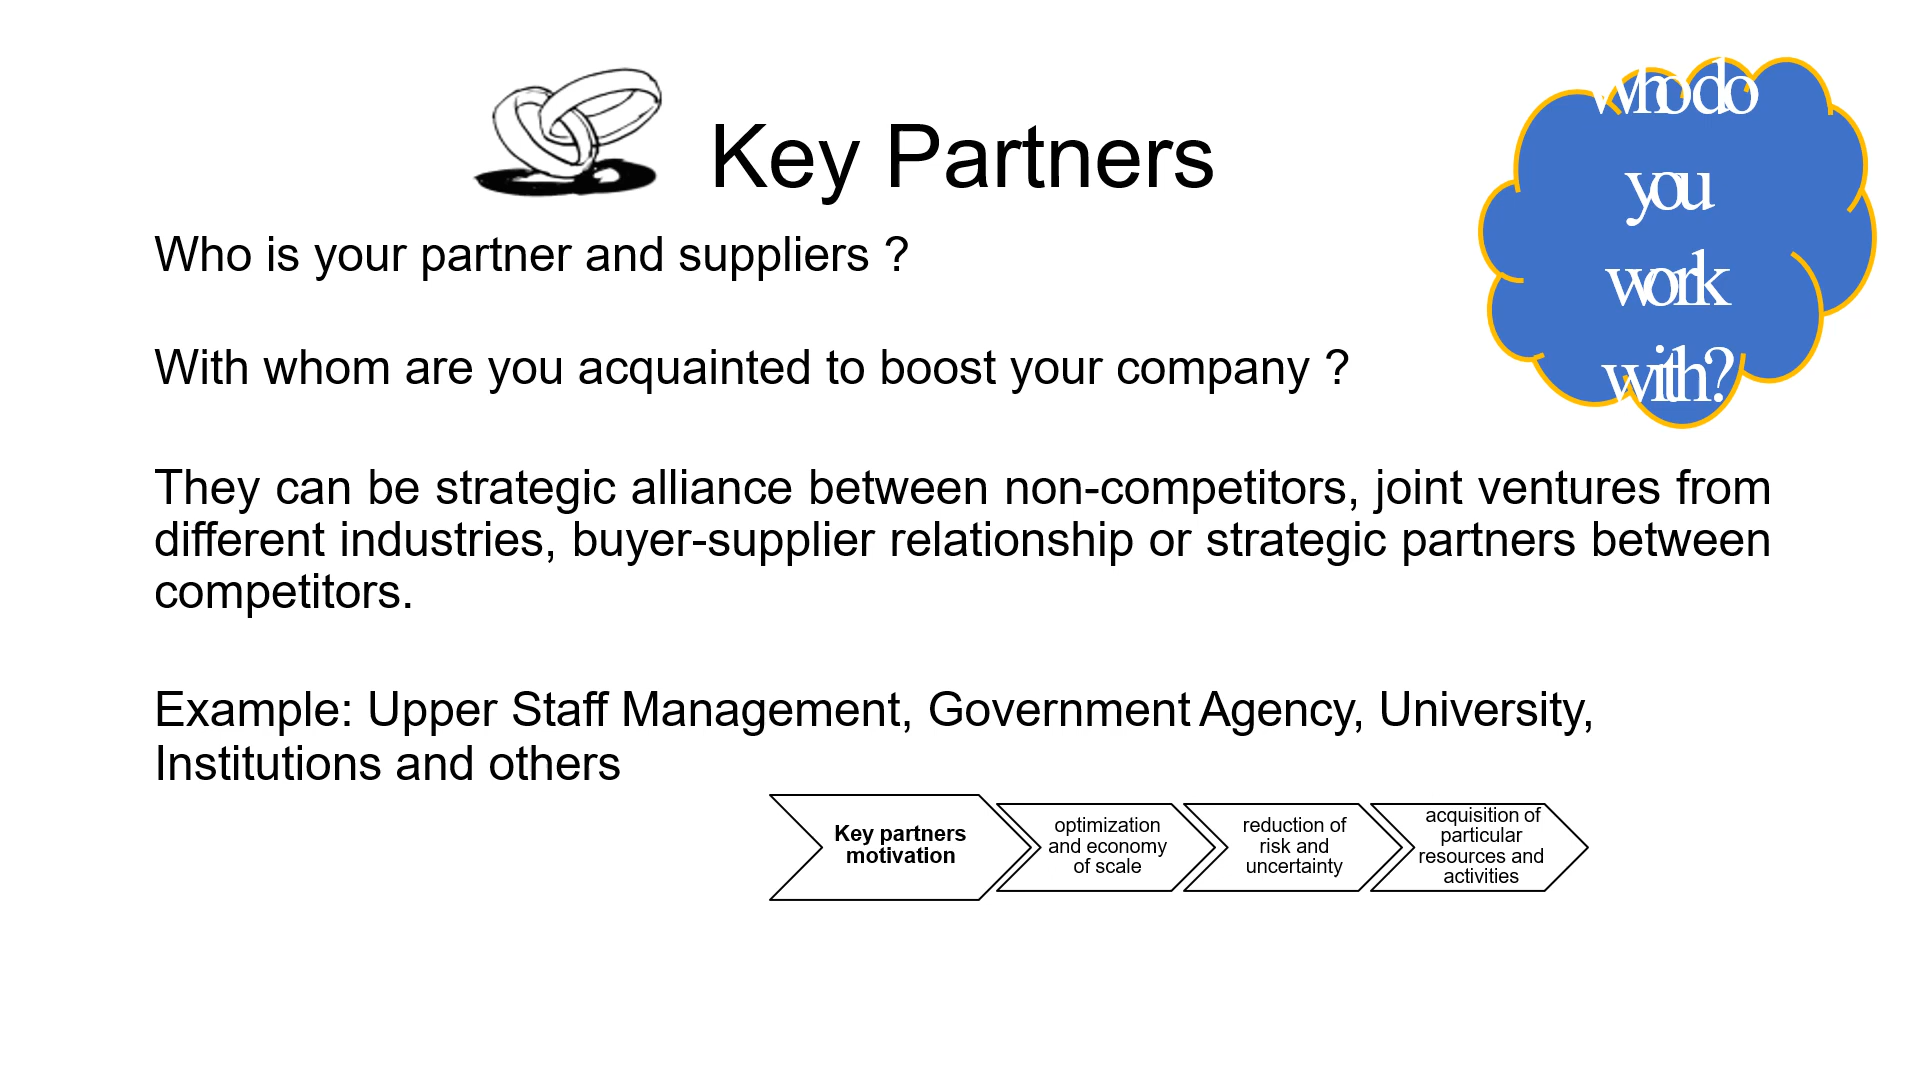 Key Partners
who do
you
work
with?
Who is your partner and suppliers ?
With whom are you acquainted to boost your company ?
They can be strategic alliance between non-competitors, joint ventures from
different industries, buyer-supplier relationship or strategic partners between
competitors.
Example: Upper Staff Management, Government Agency, University,
Institutions and others
Key partners
motivation
optimization
and economy
of scale
reduction of
risk and
uncertainty
acquisition of
particular
resources and
activities